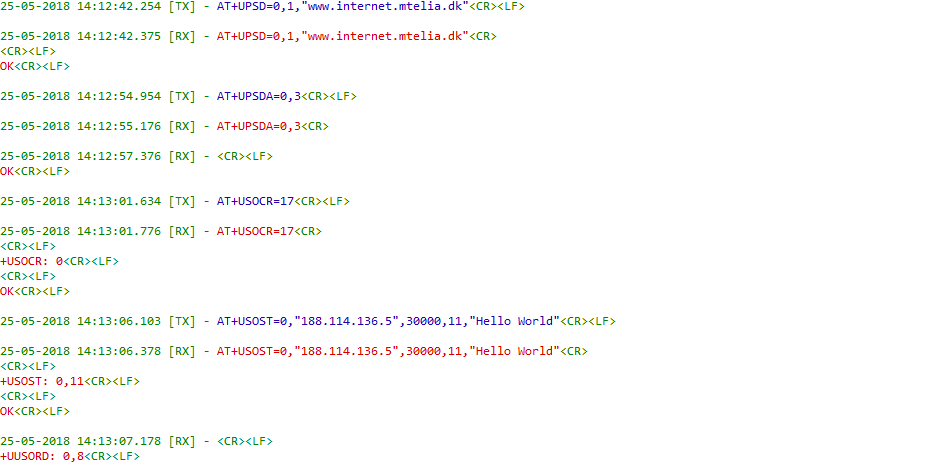 25-05-2018 14:12:42.254 [TX] - AT+UPSD=0,1,"www.internet.mtelia.dk"<CR><LF>
25-05-2018 14:12:42.375 [RX] - AT+UPSD=0,1,"www.internet.mtelia.dk"<CR>
<CR><LF>
OK<CR><LF>
25-05-2018 14:12:54.954 [TX] - AT+UPSDA=0,3<CR><LF>
25-05-2018 14:12:55.176 [RX] - AT+UPSDA=0,3<CR>
25-05-2018 14:12:57.376 [RX] - <CR><LF>
OK<CR><LF>
25-05-2018 14:13:01.634 [TX] - AT+USOCR=17<CR><LF>
25-05-2018 14:13:01.776 [RX] - AT+USOCR=17<CR>
<CR><LF>
+USOCR: 0<CR><LF>
<CR><LF>
OK<CR><LF>
25-05-2018 14:13:06.103 [TX] - AT+USOST=0,"188.114.136.5",30000,11,"Hello World"<CR><LF>
25-05-2018 14:13:06.378 [RX] - AT+USOST=0,"188.114.136.5",30000,11,"Hello World"<CR>
<CR><LF>
+USOST: 0,11<CR><LF>
<CR><LF>
OK<CR><LF>
25-05-2018 14:13:07.178 [RX] - <CR><LF>
+UUSORD: 0,8<CR><LF>